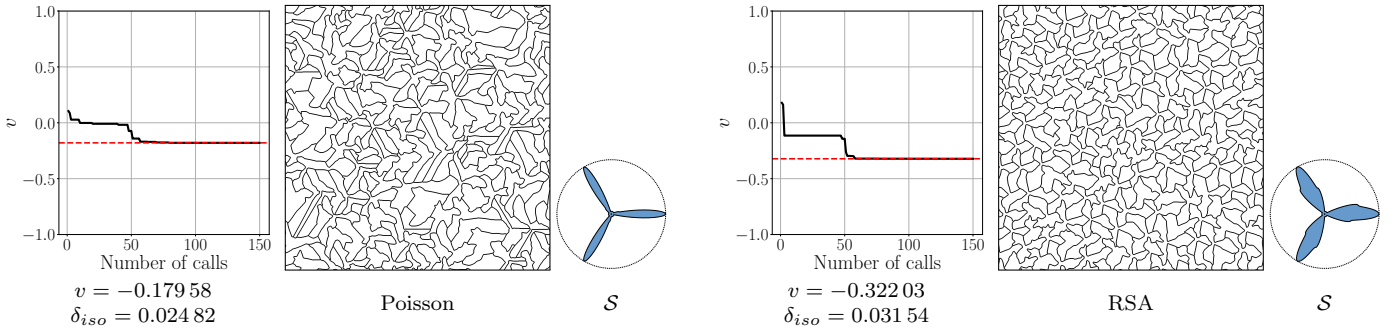 1.0
0.5
0.0
−0.5
−1.0
v
0 50 100 150
Number of calls
v = −0.179 58
δiso = 0.024 82
Poisson
S
1.0
0.5
0.0
−0.5
−1.0
v
0 50 100 150
Number of calls
v = −0.322 03
δiso = 0.031 54
RSA
S